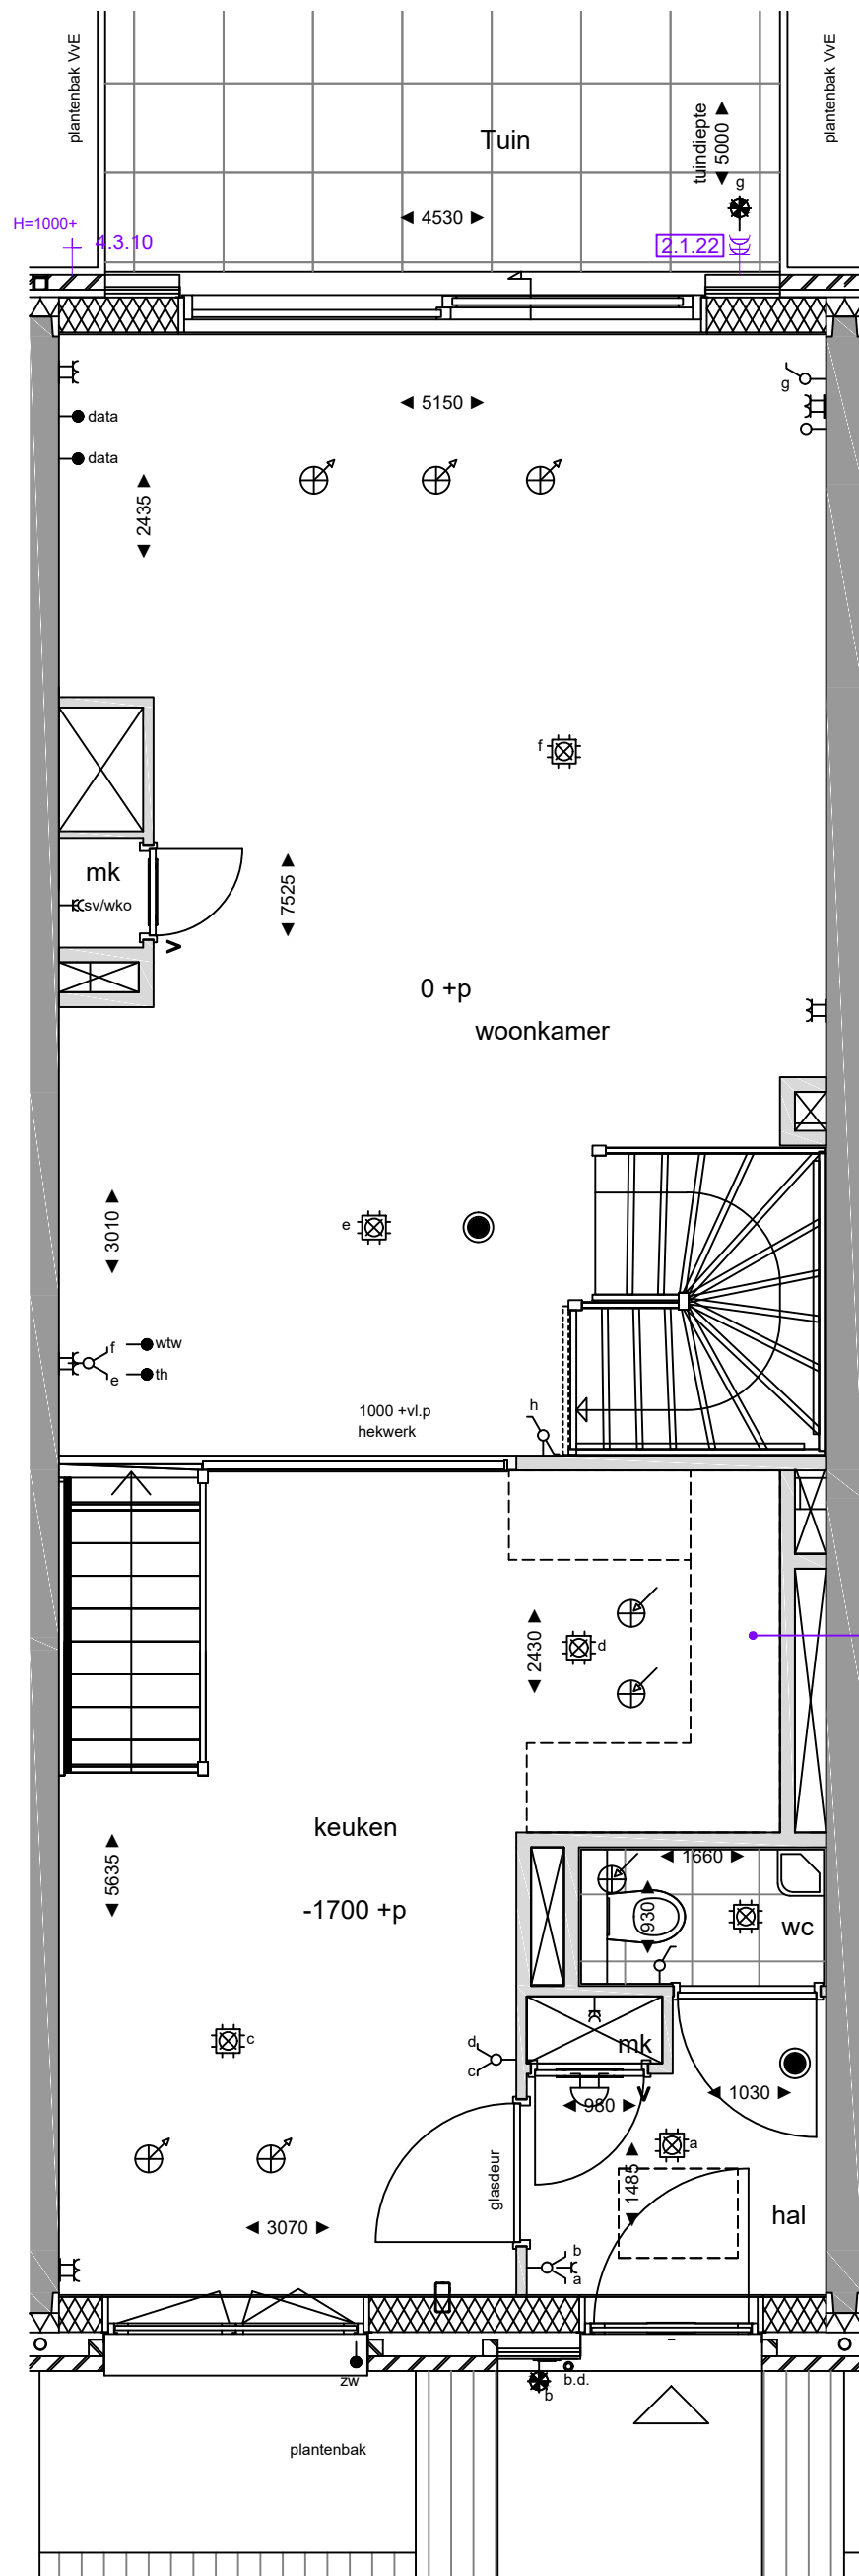 plantenbak VvE
plantenbak VvE
tuindiepte
5000
Tuin
g
4530
H=1000+
4.3.10
2.1.22
g
5150
data
data
2435
f
mk
sv/wko
7525
V
0 +p
woonkamer
3010
e
f
wtw
e
th
1000 +vl.p
hekwerk
h
2430
d
keuken
5635
-1700 +p
1660
930
wc
c
d
c
mk
V
980
1030
a
glasdeur
1485
hal
3070
b
a
zw
b.d.
b
plantenbak